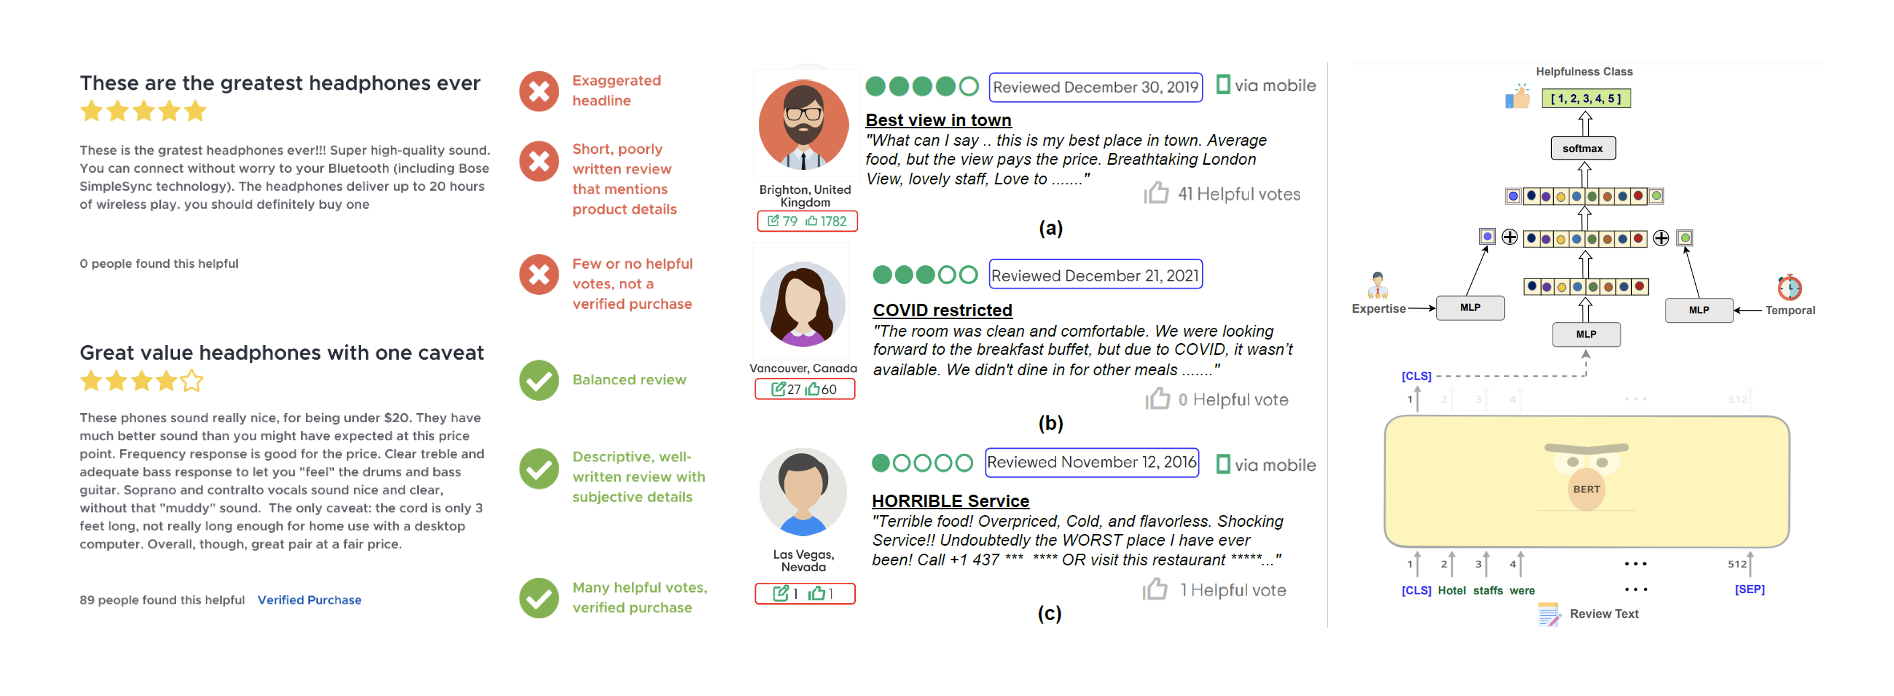 These are the greatest headphones ever
These is the gratest headphones ever!!! Super high-quality sound.
You can connect without worry to your Bluetooth (including Bose
SimpleSync technology). The headphones deliver up to 20 hours
of wireless play. you should definitely buy one
0 people found this helpful
Great value headphones with one caveat
These phones sound really nice, for being under $20. They have
much better sound than you might have expected at this price
point. Frequency response is good for the price. Clear treble and
adequate bass response to let you "feel" the drums and bass
guitar. Soprano and contralto vocals sound nice and clear,
without that "muddy" sound. The only caveat: the cord is only 3
feet long, not really long enough for home use with a desktop
computer. Overall, though, great pair at a fair price.
89 people found this helpful Verified Purchase
Exaggerated
headline
Short, poorly
written review
that mentions
product details
Few or no helpful
votes, not a
verified purchase
Balanced review
Descriptive, well-
written review with
subjective details
Many helpful votes,
verified purchase
Brighton, United
Kingdom
79 1782
Reviewed December 30, 2019 via mobile
Best view in town
"What can I say .. this is my best place in town. Average
food, but the view pays the price. Breathtaking London
View, lovely staff, Love to ......."
41 Helpful votes
(a)
Vancouver, Canada
27 60
Reviewed December 21, 2021
COVID restricted
"The room was clean and comfortable. We were looking
forward to the breakfast buffet, but due to COVID, it wasn't
available. We didn't dine in for other meals ......."
0 Helpful vote
(b)
Las Vegas,
Nevada
1 1
Reviewed November 12, 2016 via mobile
HORRIBLE Service
"Terrible food! Overpriced, Cold, and flavorless. Shocking
Service!! Undoubtedly the WORST place I have ever
been! Call +1 437 *** **** OR visit this restaurant *****..."
1 Helpful vote
(c)
Helpfulness Class
[ 1, 2, 3, 4, 5 ]
softmax
Expertise MLP MLP Temporal
MLP
[CLS]
1 2 3 4 ... 512
BERT
1 2 3 4 ... 512
[CLS] Hotel staffs were ... [SEP]
Review Text